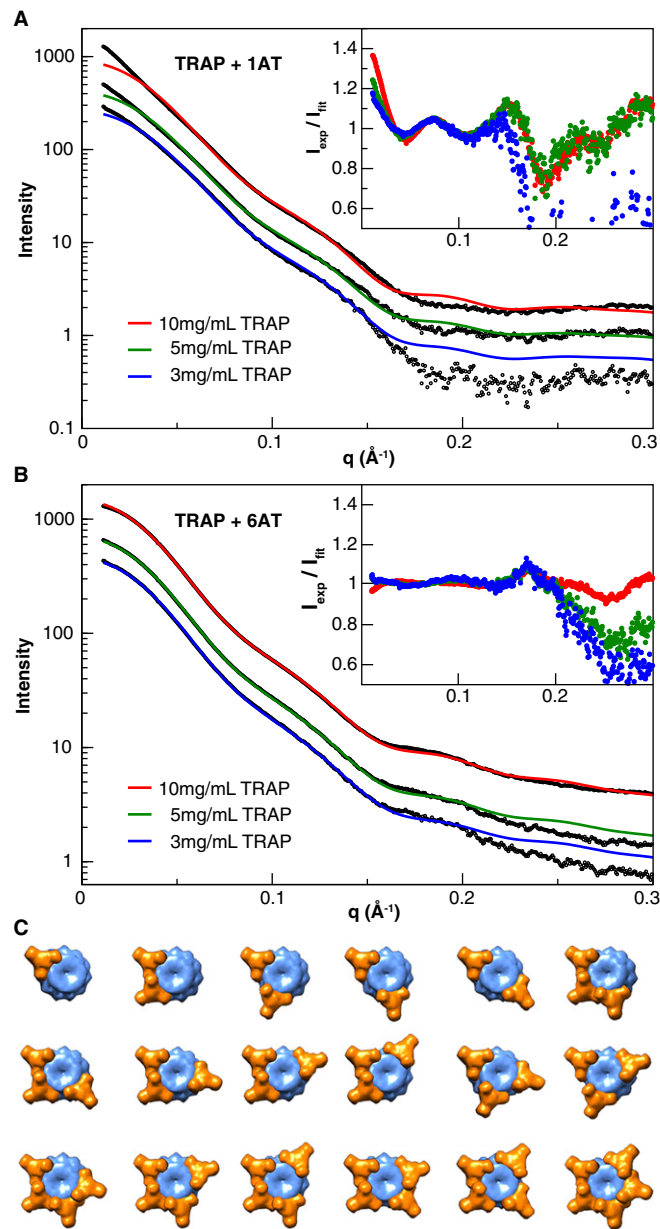 A
TRAP + 1AT
Intensity
1000
100
10
1
0.1
0
0.1
0.2
0.3
q (Å⁻¹)
10mg/mL TRAP
5mg/mL TRAP
3mg/mL TRAP
I_exp / I_fit
1.4
1.2
1
0.8
0.6
0.1
0.2
B
TRAP + 6AT
Intensity
1000
100
10
1
0
0.1
0.2
0.3
q (Å⁻¹)
10mg/mL TRAP
5mg/mL TRAP
3mg/mL TRAP
I_exp / I_fit
1.4
1.2
1
0.8
0.6
0.1
0.2
C